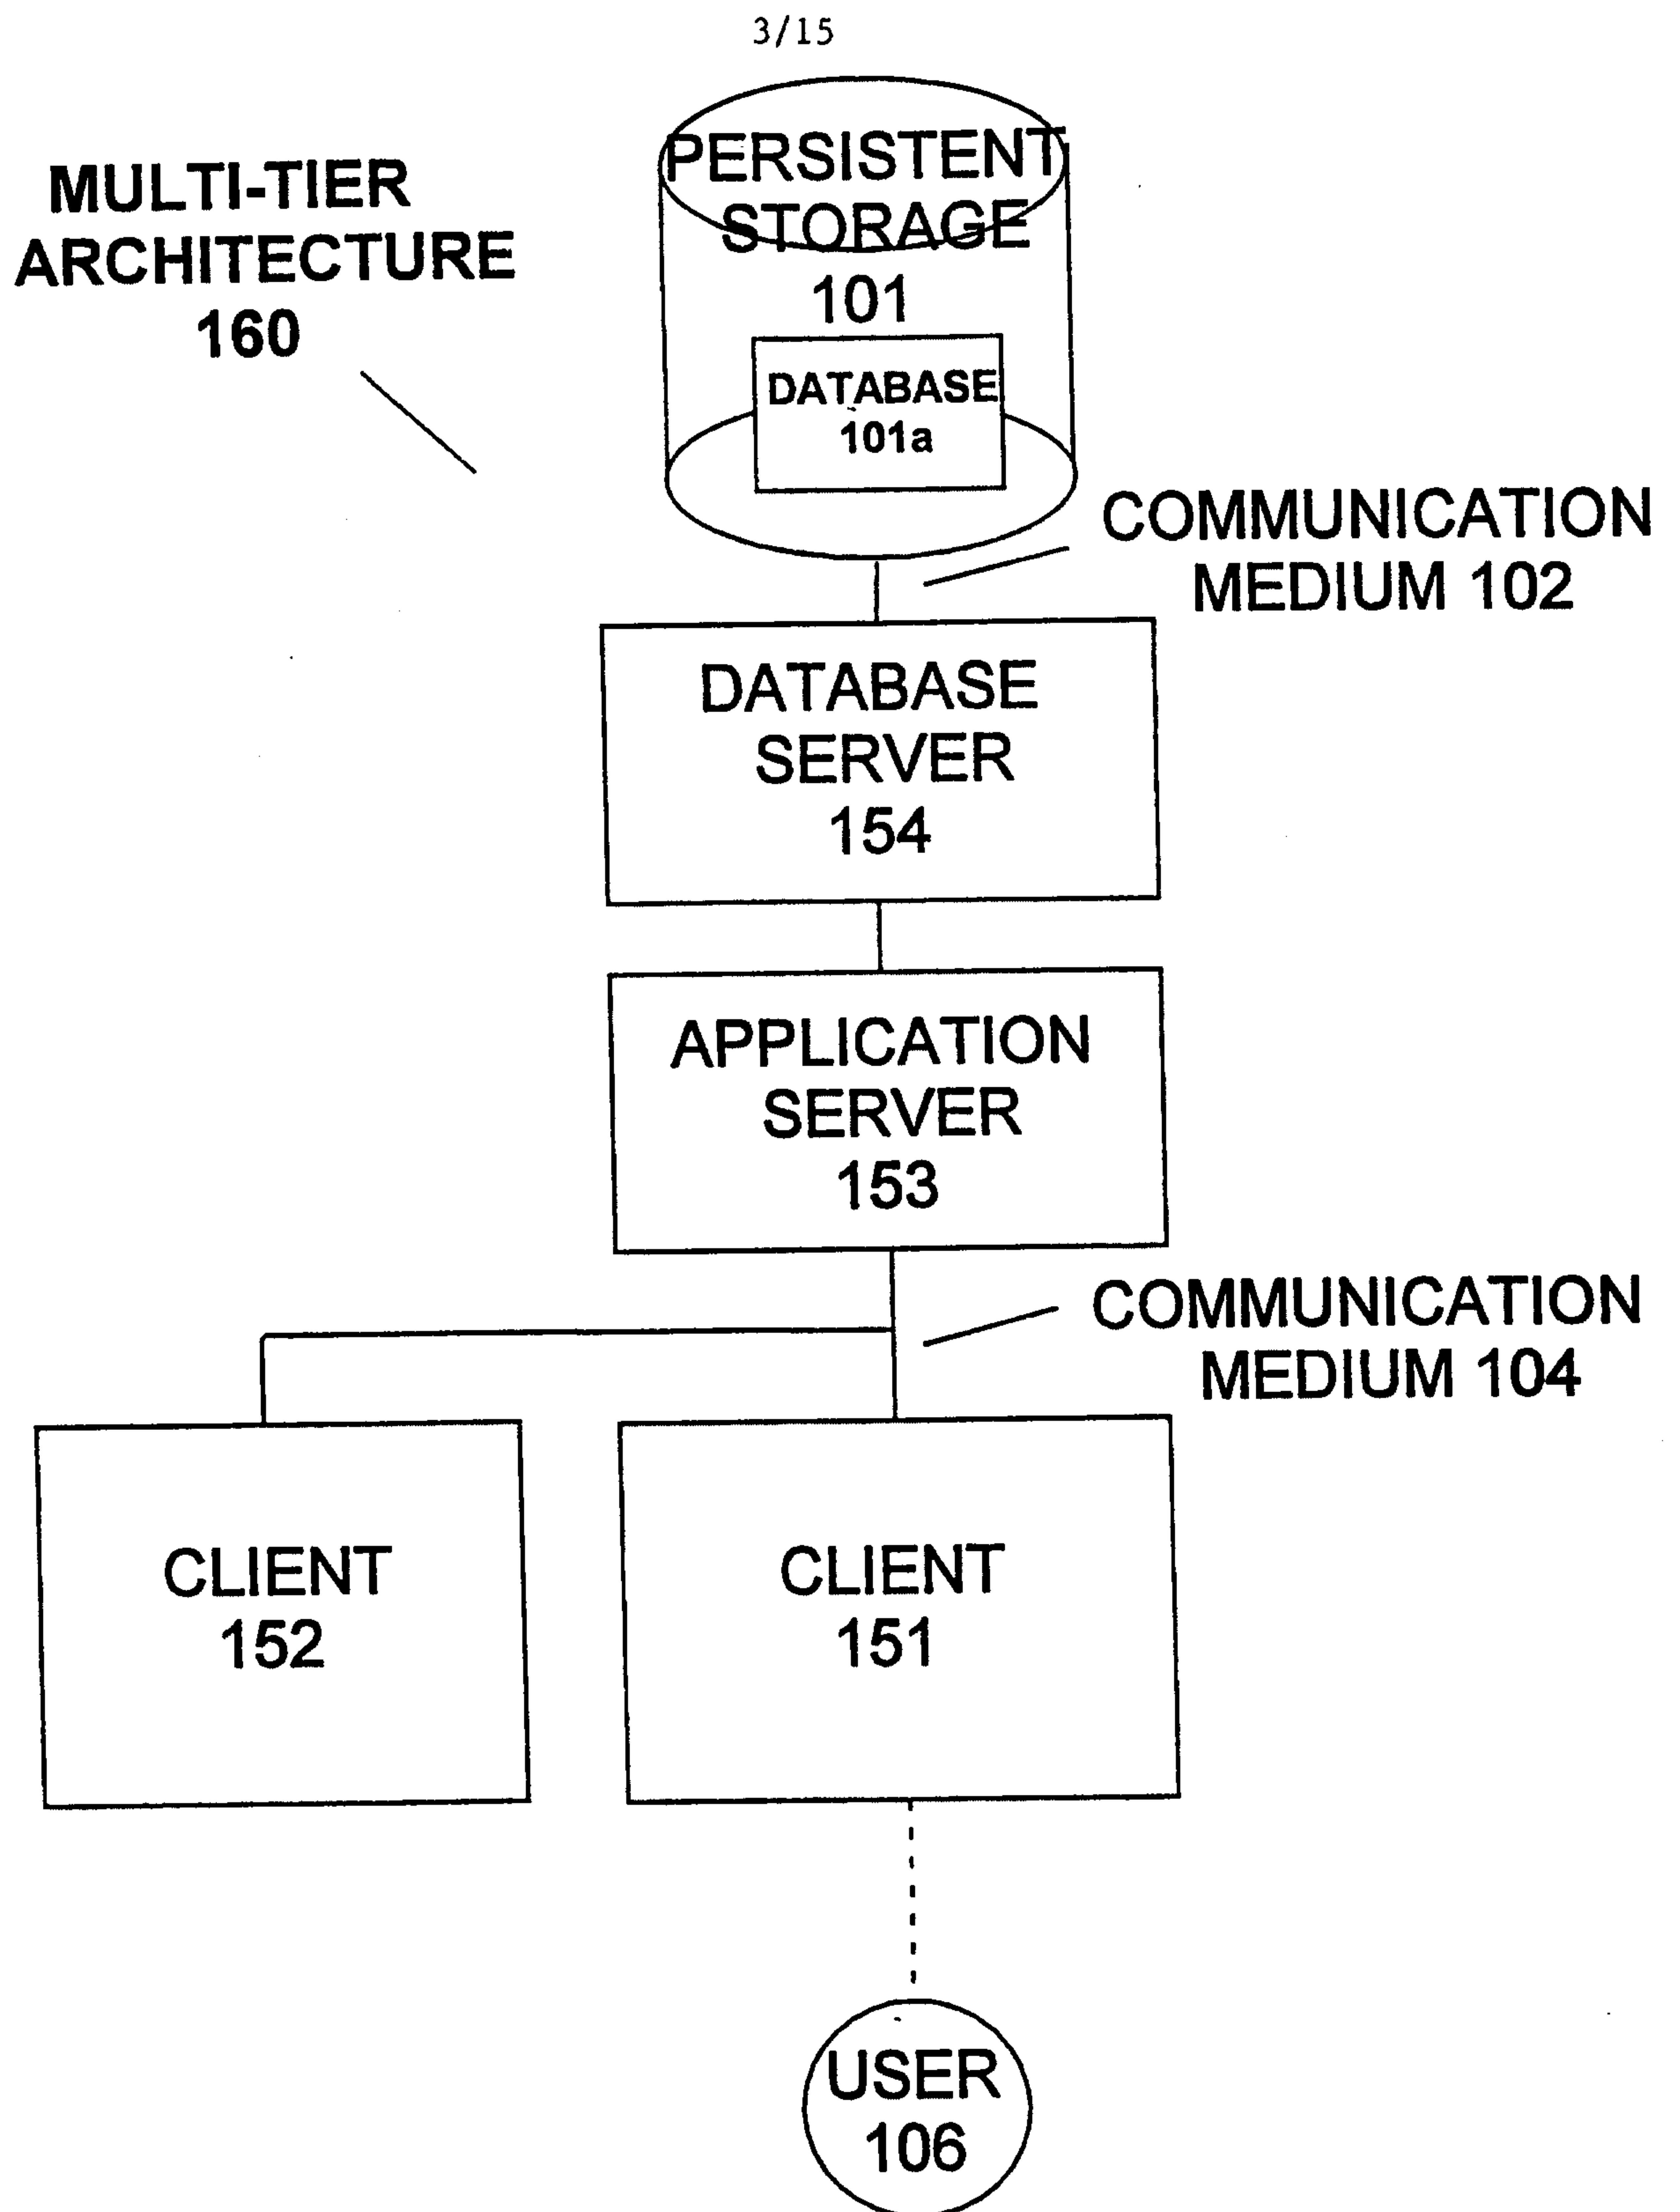 3/15
MULTI-TIER
ARCHITECTURE
160
PERSISTENT
STORAGE
101
DATABASE
101a
COMMUNICATION
MEDIUM 102
DATABASE
SERVER
154
APPLICATION
SERVER
153
COMMUNICATION
MEDIUM 104
CLIENT
152
CLIENT
151
USER
106